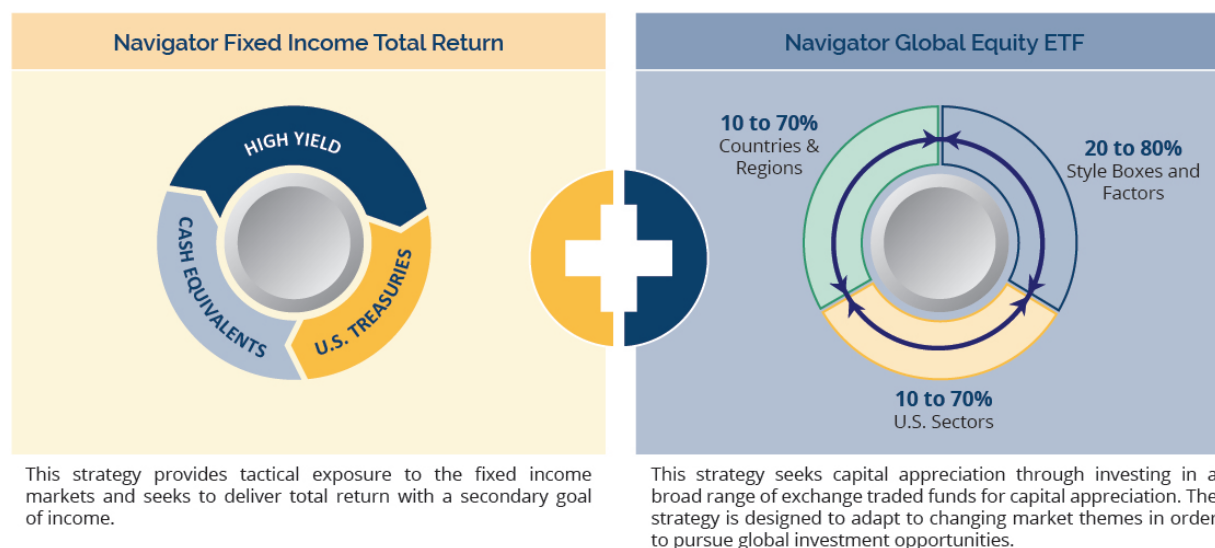 Navigator Fixed Income Total Return
HIGH YIELD
CASH EQUIVALENTS
U.S. TREASURIES
This strategy provides tactical exposure to the fixed income
markets and seeks to deliver total return with a secondary goal
of income.
Navigator Global Equity ETF
10 to 70%
Countries &
Regions
20 to 80%
Style Boxes and
Factors
10 to 70%
U.S. Sectors
This strategy seeks capital appreciation through investing in a
broad range of exchange traded funds for capital appreciation. The
strategy is designed to adapt to changing market themes in order
to pursue global investment opportunities.